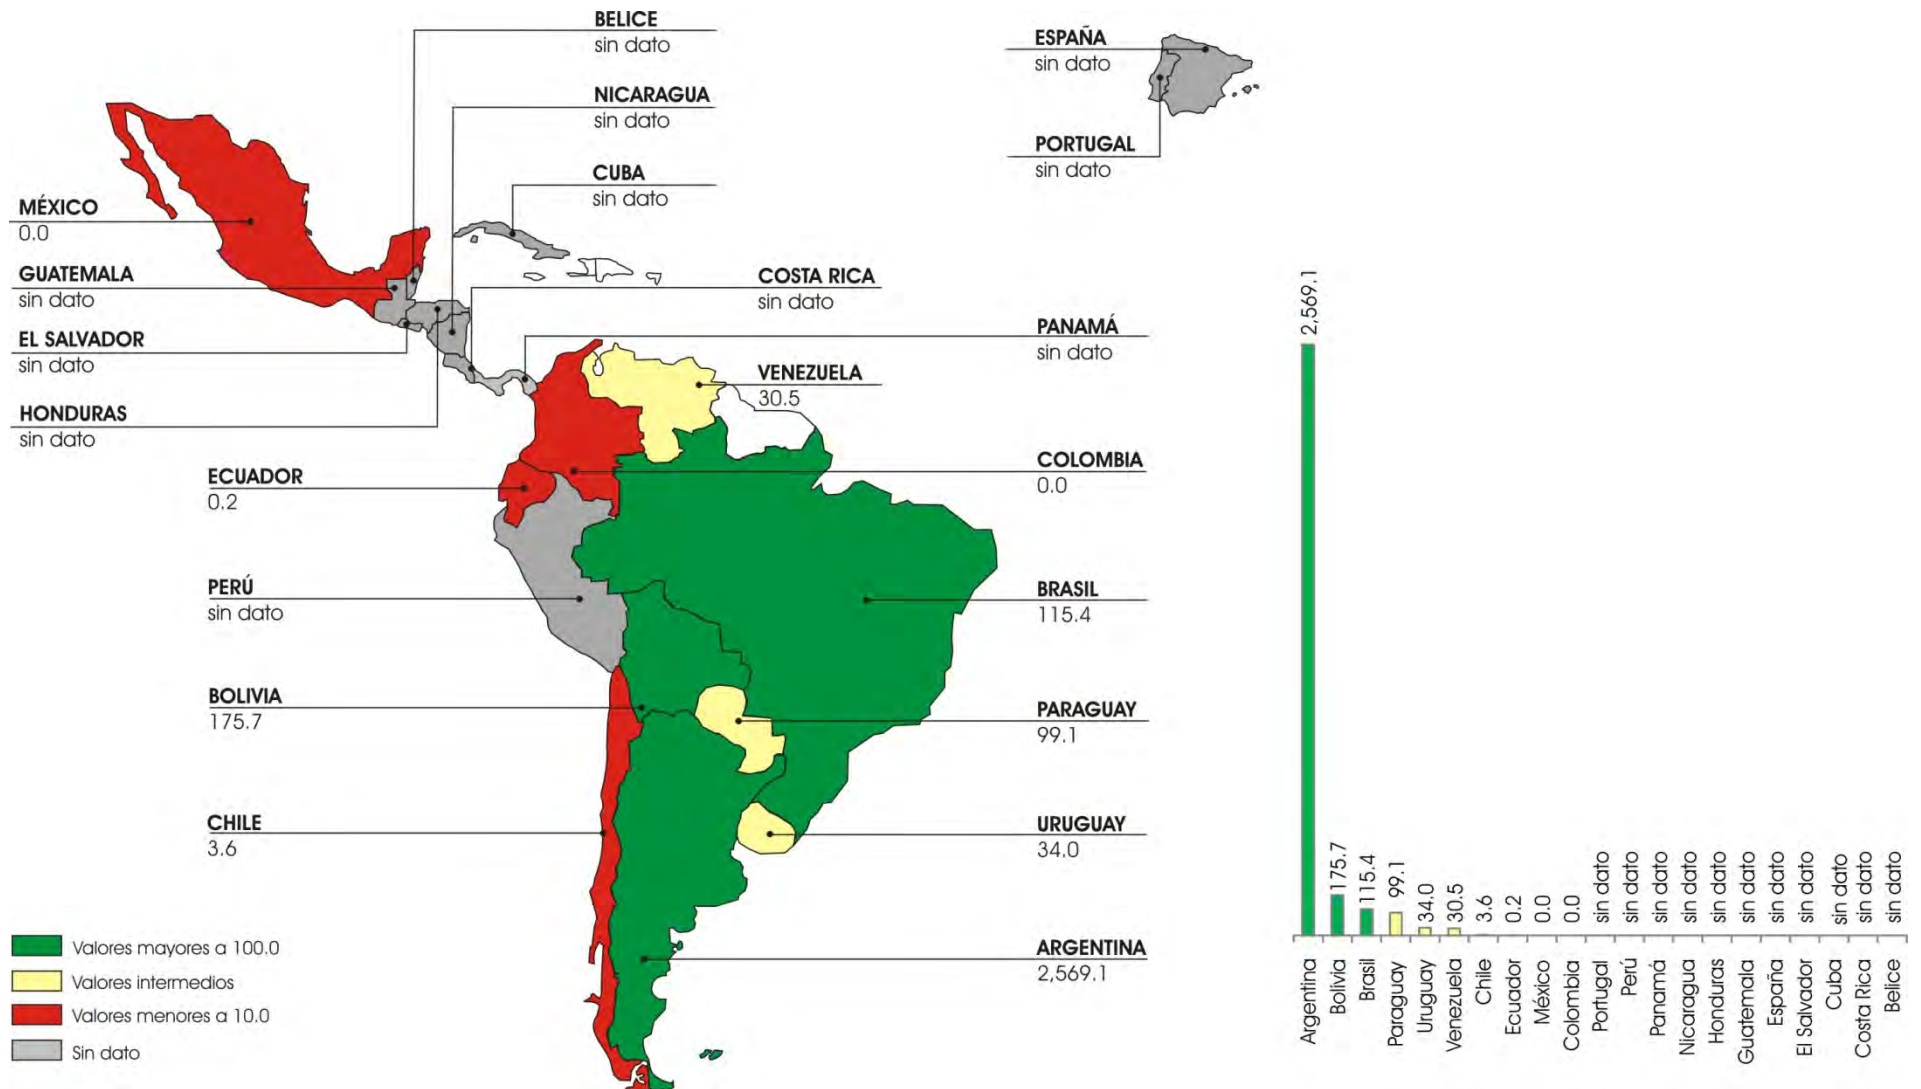 BELICE
sin dato
NICARAGUA
sin dato
CUBA
sin dato
ESPAÑA
sin dato
PORTUGAL
sin dato
MÉXICO
0.0
GUATEMALA
sin dato
EL SALVADOR
sin dato
HONDURAS
sin dato
COSTA RICA
sin dato
PANAMÁ
sin dato
VENEZUELA
30.5
COLOMBIA
0.0
ECUADOR
0.2
PERÚ
sin dato
BRASIL
115.4
BOLIVIA
175.7
PARAGUAY
99.1
CHILE
3.6
URUGUAY
34.0
ARGENTINA
2,569.1
Valores mayores a 100.0
Valores intermedios
Valores menores a 10.0
Sin dato
2,569.1
175.7
115.4
99.1
34.0
30.5
3.6
0.2
0.0
0.0
sin dato
sin dato
sin dato
sin dato
sin dato
sin dato
sin dato
sin dato
sin dato
sin dato
sin dato
Argentina
Bolivia
Brasil
Paraguay
Uruguay
Venezuela
Chile
Ecuador
México
Colombia
Portugal
Perú
Panamá
Nicaragua
Honduras
Guatemala
España
El Salvador
Cuba
Costa Rica
Belice